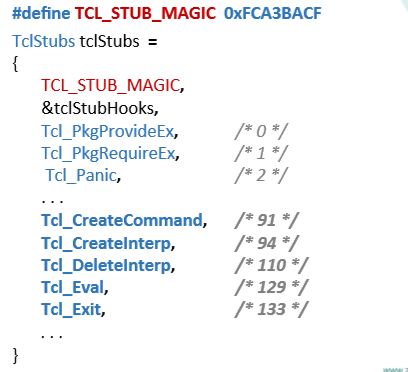 #define TCL_STUB_MAGIC 0xFCA3BACF
TclStubs tclStubs =
{
TCL_STUB_MAGIC,
&tclStubHooks,
Tcl_PkgProvideEx, /* 0 */
Tcl_PkgRequireEx, /* 1 */
Tcl_Panic, /* 2 */
. . .
Tcl_CreateCommand, /* 91 */
Tcl_CreateInterp, /* 94 */
Tcl_DeleteInterp, /* 110 */
Tcl_Eval, /* 129 */
Tcl_Exit, /* 133 */
. . .
}